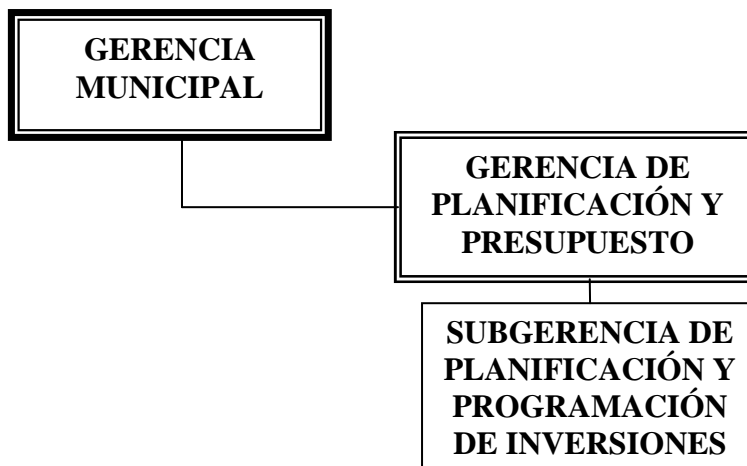 GERENCIA
MUNICIPAL
GERENCIA DE
PLANIFICACIÓN Y
PRESUPUESTO
SUBGERENCIA DE
PLANIFICACIÓN Y
PROGRAMACIÓN
DE INVERSIONES